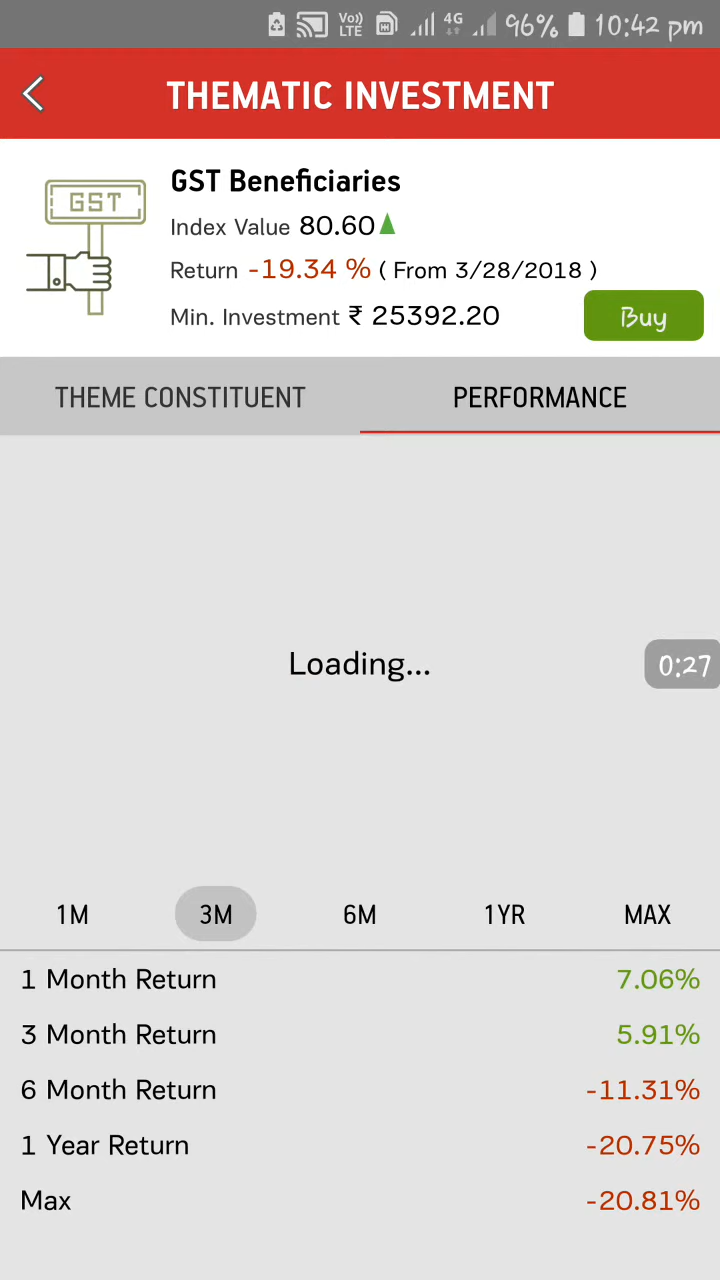 Vo)) LTE 4G 96% 10:42 pm
THEMATIC INVESTMENT
GST
GST Beneficiaries
Index Value 80.60
Return -19.34 % ( From 3/28/2018 )
Min. Investment ₹ 25392.20
Buy
THEME CONSTITUENT PERFORMANCE
Loading...
0:27
1M 3M 6M 1YR MAX
1 Month Return 7.06%
3 Month Return 5.91%
6 Month Return -11.31%
1 Year Return -20.75%
Max -20.81%